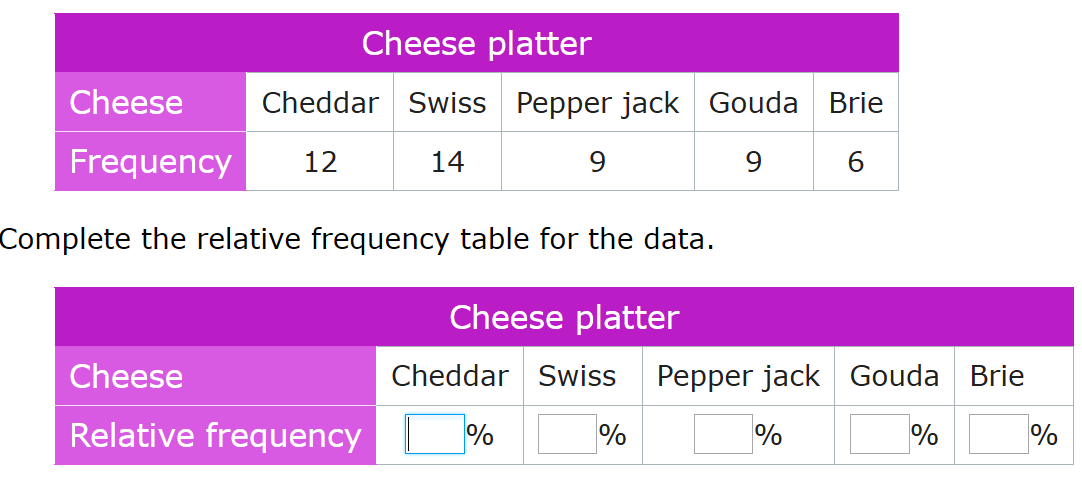 Cheese platter
Cheese Cheddar Swiss Pepper jack Gouda Brie
Frequency 12 14 9 9 6
Complete the relative frequency table for the data.
Cheese platter
Cheese Cheddar Swiss Pepper jack Gouda Brie
Relative frequency % % % % %